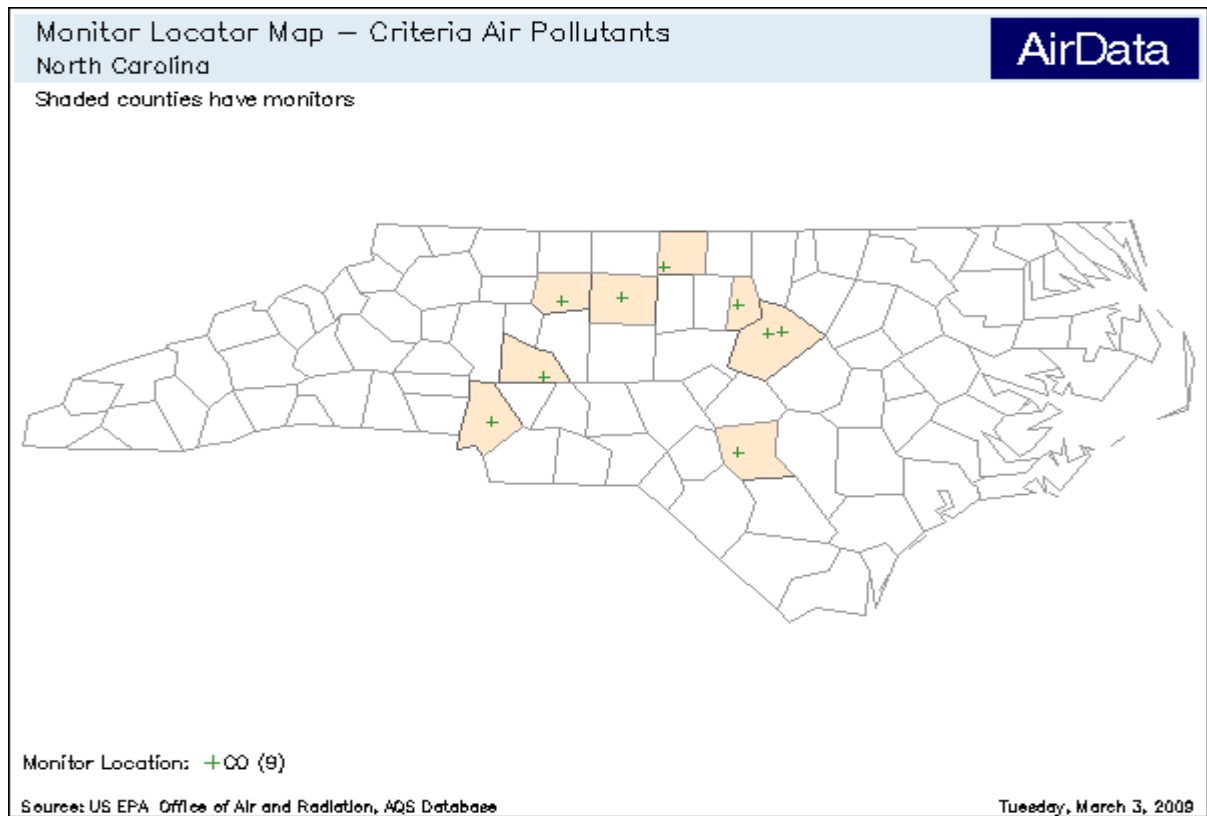 Monitor Locator Map – Criteria Air Pollutants
North Carolina
AirData
Shaded counties have monitors
Monitor Location: +CO (9)
Source: US EPA Office of Air and Radiation, AQS Database
Tuesday, March 3, 2009